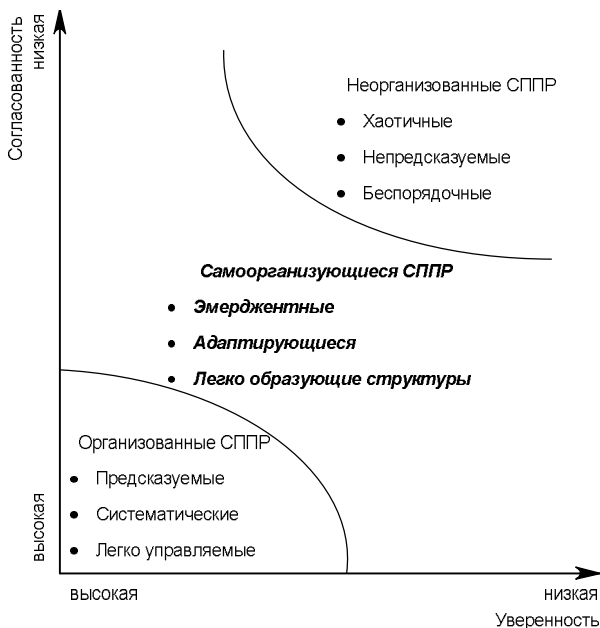 Согласованность
низкая
Неорганизованные СППР
• Хаотичные
• Непредсказуемые
• Беспорядочные
Самоорганизующиеся СППР
• Эмерджентные
• Адаптирующиеся
• Легко образующие структуры
Организованные СППР
• Предсказуемые
• Систематические
• Легко управляемые
высокая
высокая
низкая
Уверенность